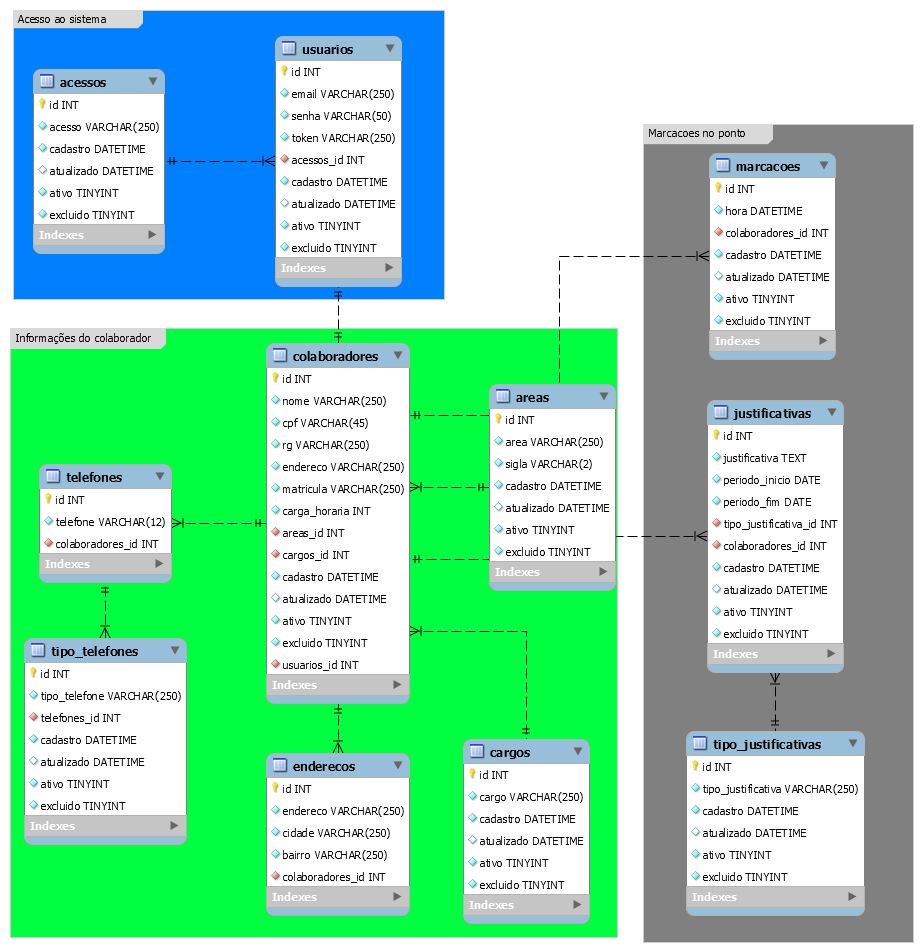 Acesso ao sistema
acessos
id INT
acesso VARCHAR(250)
cadastro DATETIME
atualizado DATETIME
ativo TINYINT
excluido TINYINT
Indexes
usuarios
id INT
email VARCHAR(250)
senha VARCHAR(50)
token VARCHAR(250)
acessos_id INT
cadastro DATETIME
atualizado DATETIME
ativo TINYINT
excluido TINYINT
Indexes
Informações do colaborador
colaboradores
id INT
nome VARCHAR(250)
cpf VARCHAR(45)
rg VARCHAR(250)
endereco VARCHAR(250)
matricula VARCHAR(250)
carga_horaria INT
areas_id INT
cargos_id INT
cadastro DATETIME
atualizado DATETIME
ativo TINYINT
excluido TINYINT
usuarios_id INT
Indexes
areas
id INT
area VARCHAR(250)
sigla VARCHAR(2)
cadastro DATETIME
atualizado DATETIME
ativo TINYINT
excluido TINYINT
Indexes
telefones
id INT
telefone VARCHAR(12)
colaboradores_id INT
Indexes
tipo_telefones
id INT
tipo_telefone VARCHAR(250)
telefones_id INT
cadastro DATETIME
atualizado DATETIME
ativo TINYINT
excluido TINYINT
Indexes
enderecos
id INT
endereco VARCHAR(250)
cidade VARCHAR(250)
bairro VARCHAR(250)
colaboradores_id INT
Indexes
cargos
id INT
cargo VARCHAR(250)
cadastro DATETIME
atualizado DATETIME
ativo TINYINT
excluido TINYINT
Indexes
Marcacoes no ponto
marcacoes
id INT
hora DATETIME
colaboradores_id INT
cadastro DATETIME
atualizado DATETIME
ativo TINYINT
excluido TINYINT
Indexes
justificativas
id INT
justificativa TEXT
periodo_inicio DATE
periodo_fim DATE
tipo_justificativa_id INT
colaboradores_id INT
cadastro DATETIME
atualizado DATETIME
ativo TINYINT
excluido TINYINT
Indexes
tipo_justificativas
id INT
tipo_justificativa VARCHAR(250)
cadastro DATETIME
atualizado DATETIME
ativo TINYINT
excluido TINYINT
Indexes